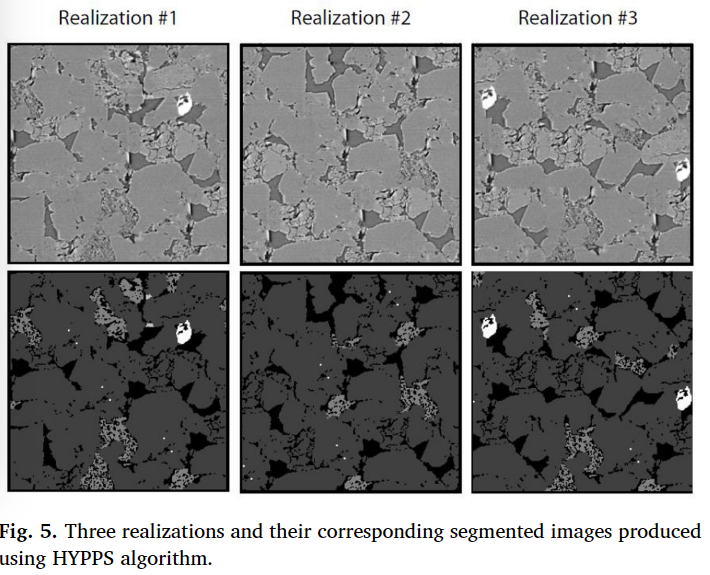 Realization #1
Realization #2
Realization #3
Fig. 5. Three realizations and their corresponding segmented images produced
using HYPPS algorithm.